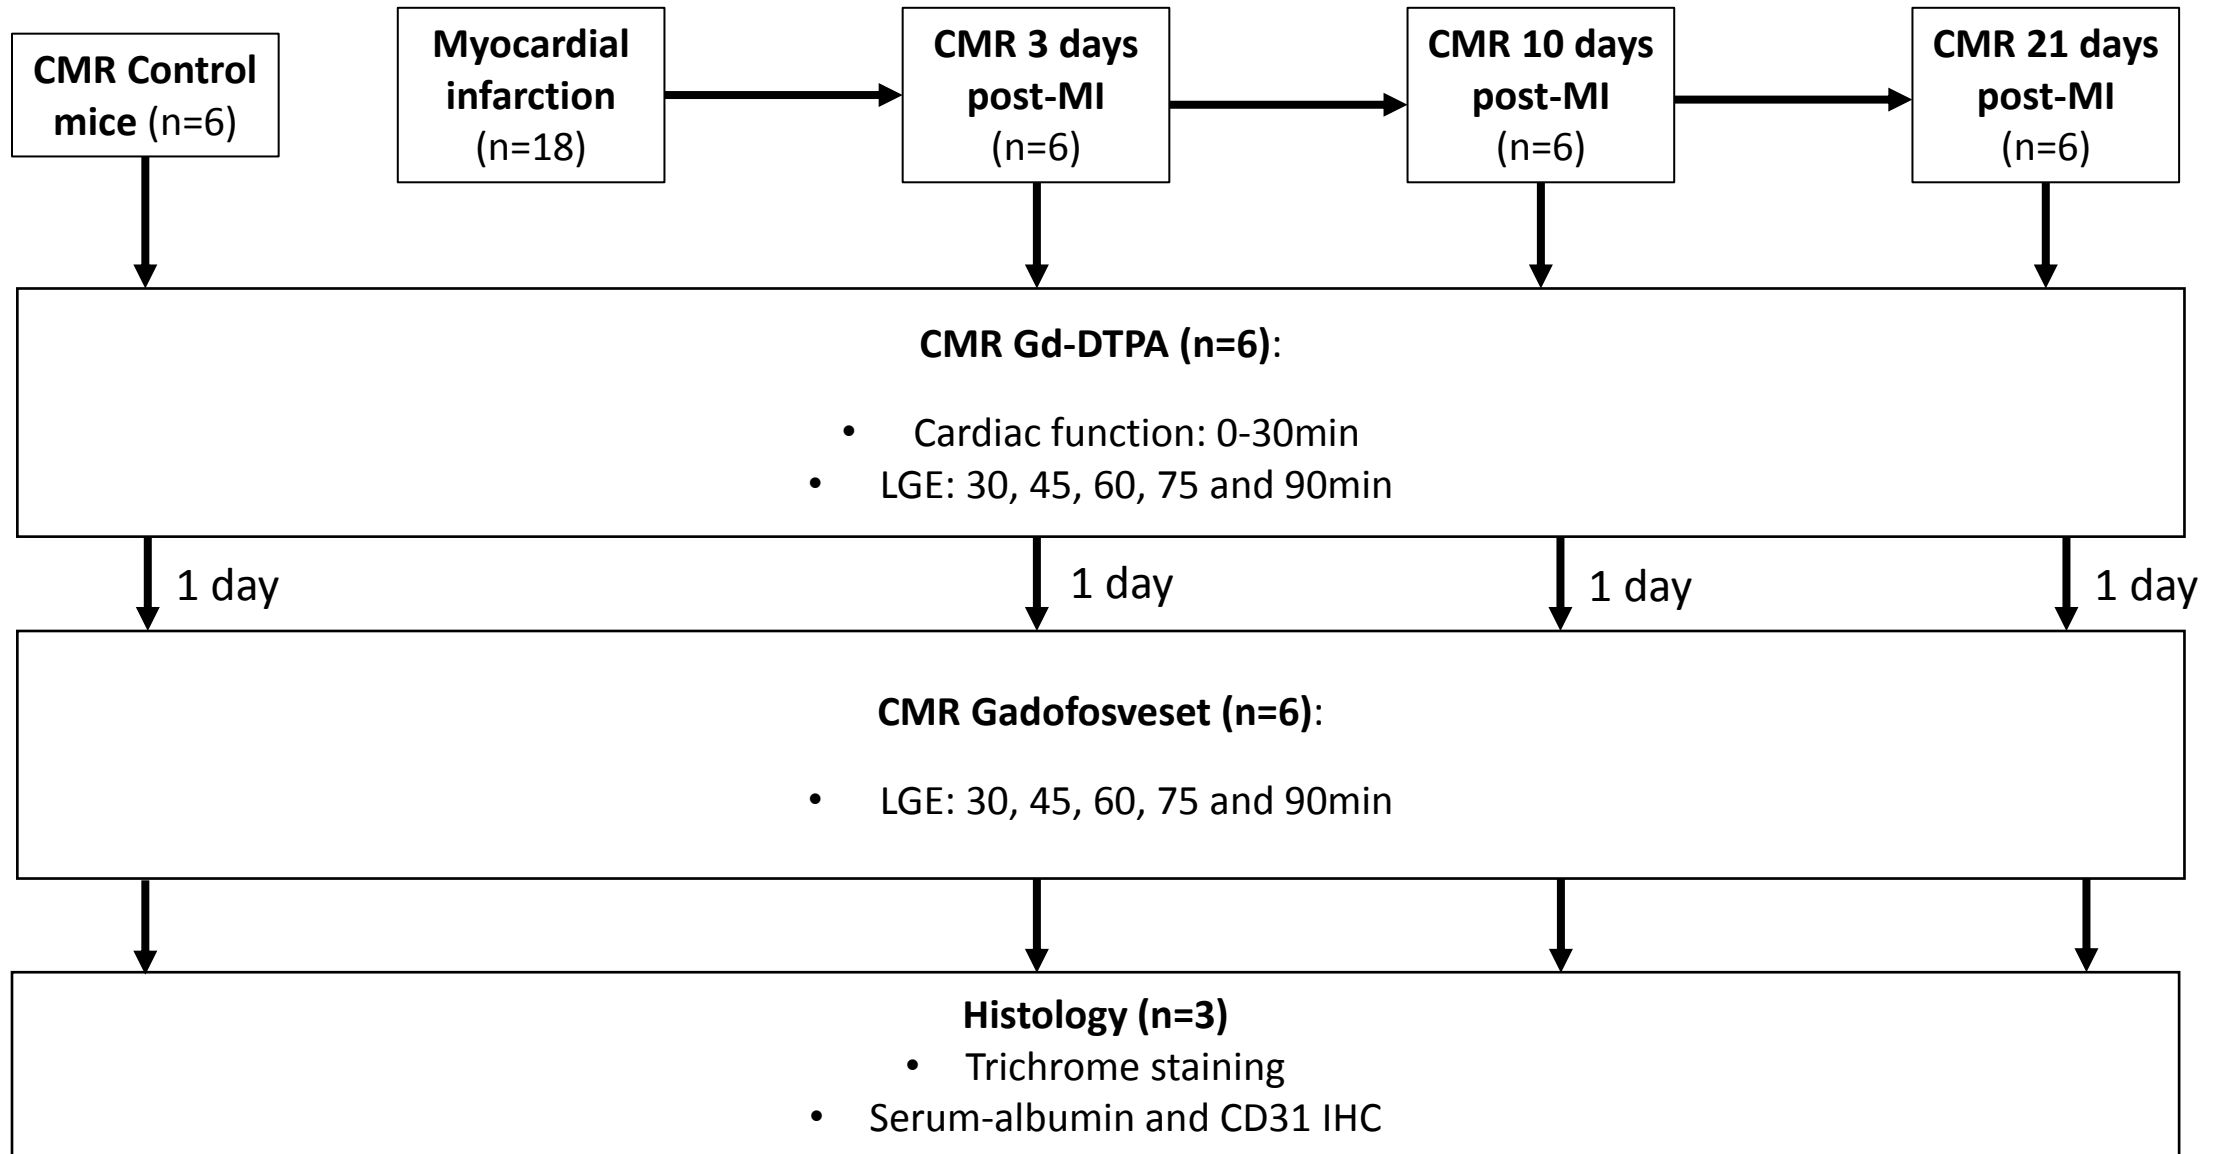 CMR Control
mice (n=6)
Myocardial
infarction
(n=18)
CMR 3 days
post-MI
(n=6)
CMR 10 days
post-MI
(n=6)
CMR 21 days
post-MI
(n=6)
CMR Gd-DTPA (n=6):
• Cardiac function: 0-30min
• LGE: 30, 45, 60, 75 and 90min
1 day
1 day
1 day
1 day
CMR Gadofosveset (n=6):
• LGE: 30, 45, 60, 75 and 90min
Histology (n=3)
• Trichrome staining
• Serum-albumin and CD31 IHC